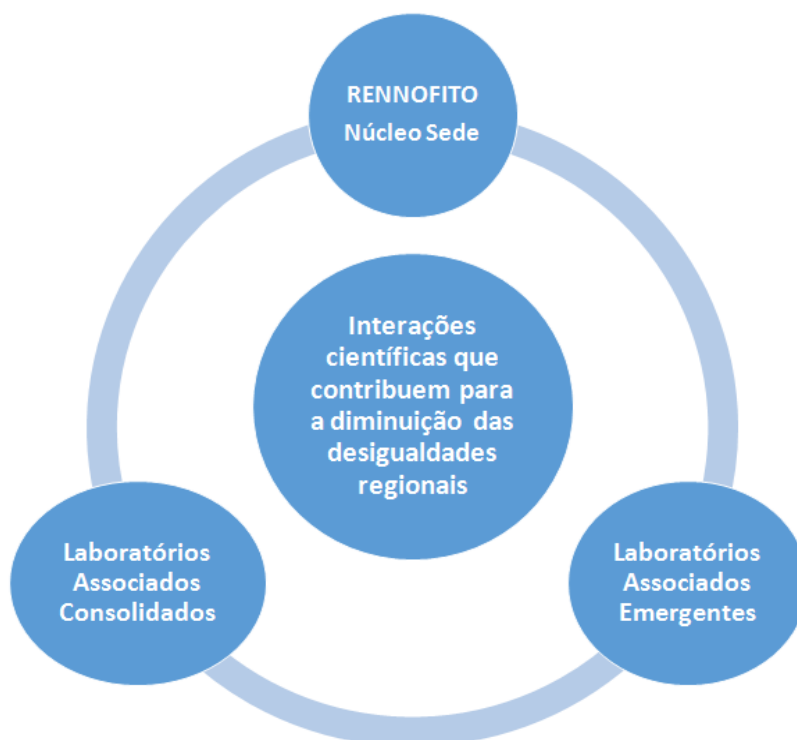 RENNOFITO
Núcleo Sede
Interações
científicas que
contribuem para
a diminuição das
desigualdades
regionais
Laboratórios
Associados
Consolidados
Laboratórios
Associados
Emergentes